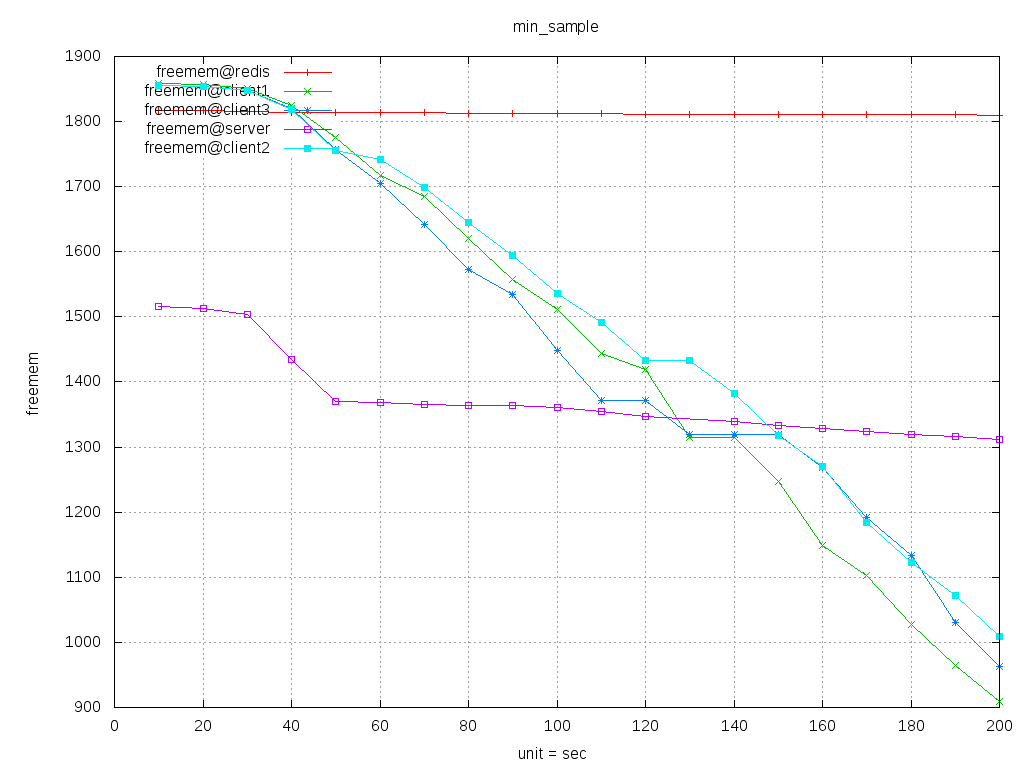 min_sample
1900
1800
1700
1600
1500
1400
1300
1200
1100
1000
900
freemem
freemem@redis
freemem@client1
freemem@client3
freemem@server
freemem@client2
0 20 40 60 80 100 120 140 160 180 200
unit = sec